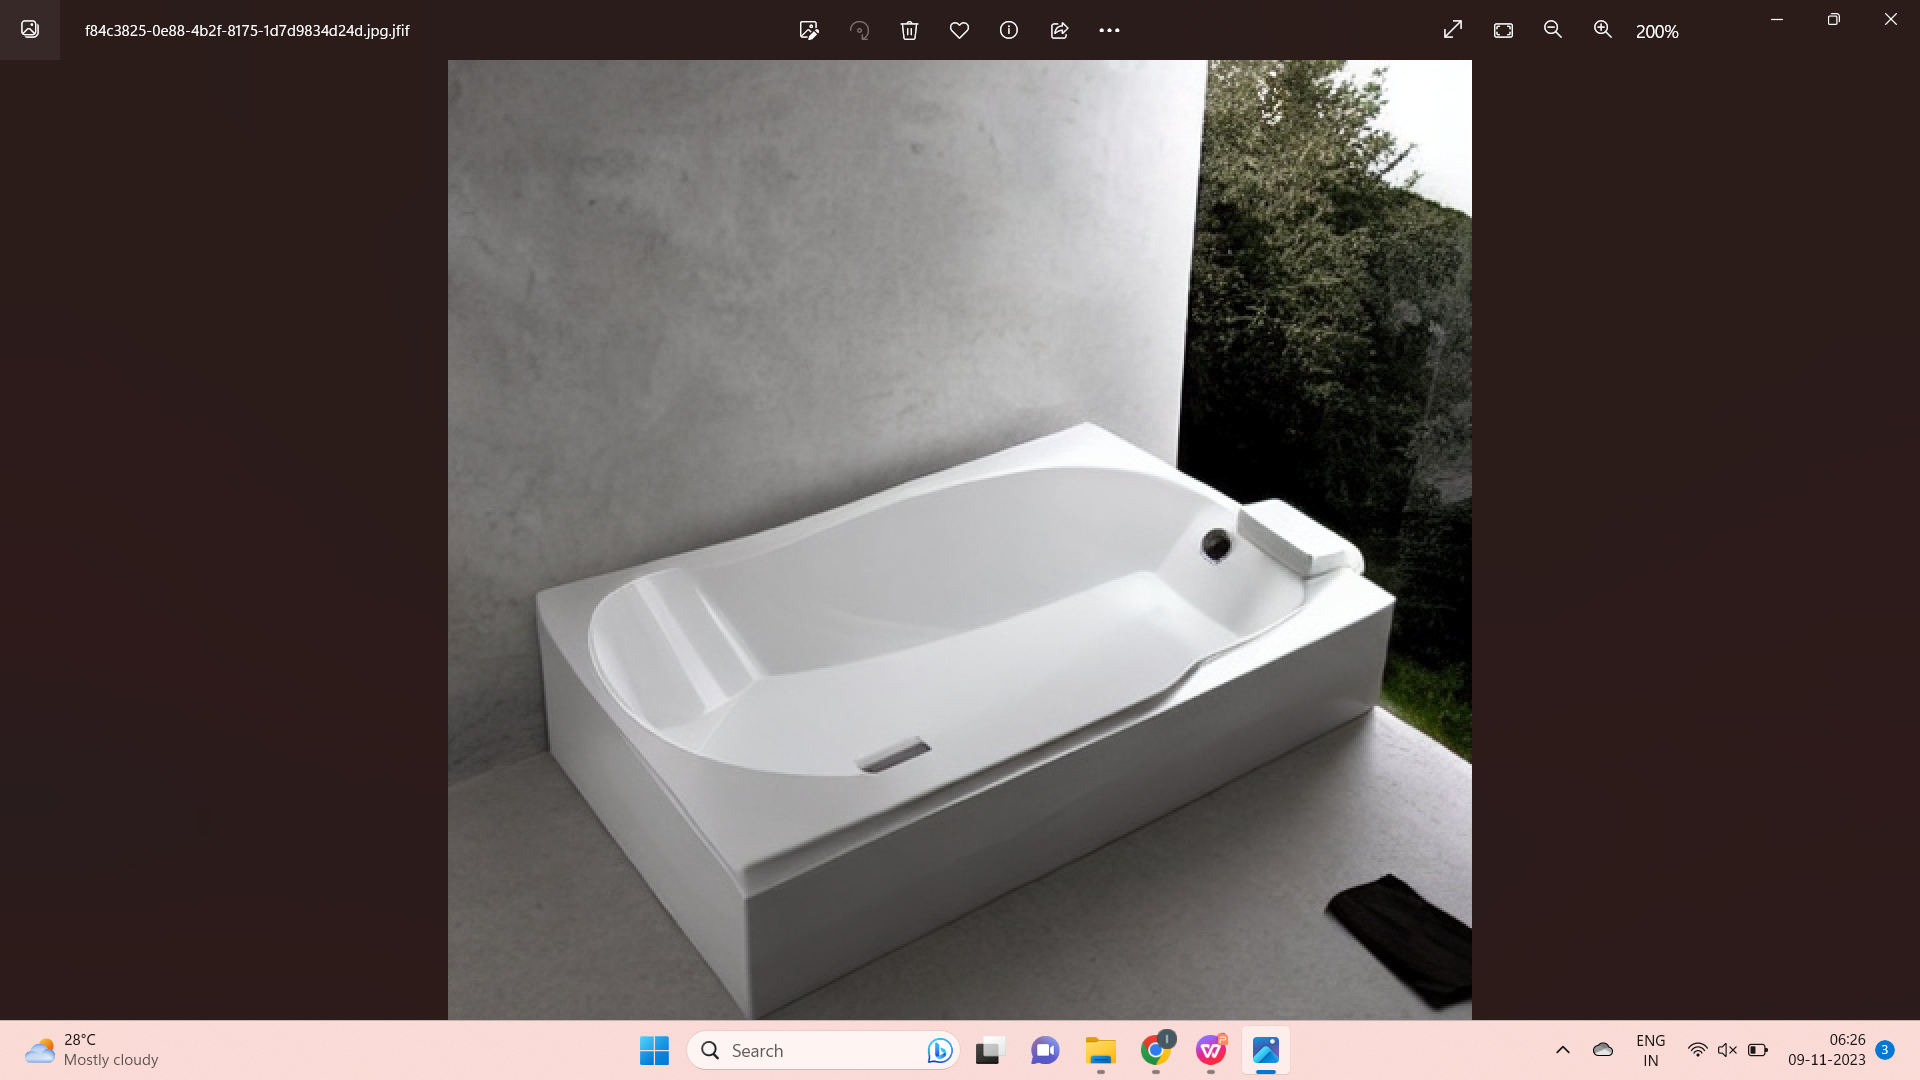 f84c3825-0e88-4b2f-8175-1d7d9834d24d.jpg.jfif
200%
28°C
Mostly cloudy
Search
ENG
IN
06:26
09-11-2023
3